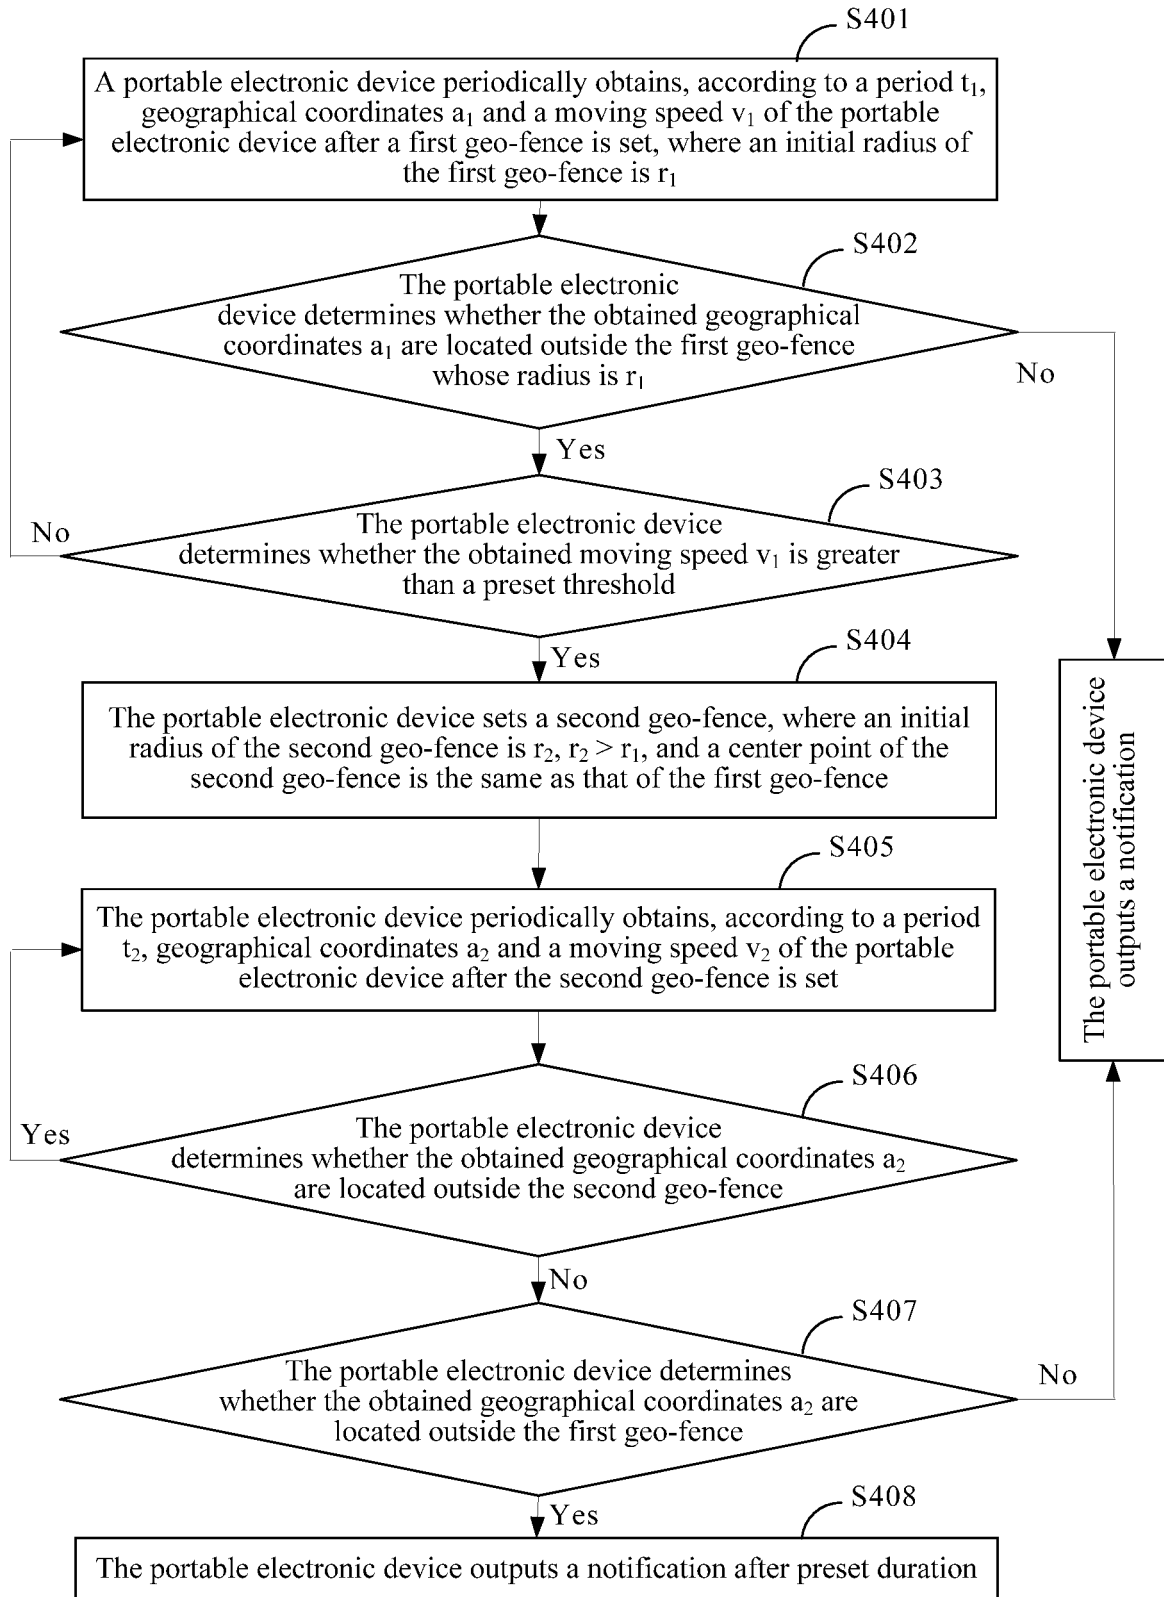 S401
A portable electronic device periodically obtains, according to a period t₁,
geographical coordinates a₁ and a moving speed v₁ of the portable
electronic device after a first geo-fence is set, where an initial radius of
the first geo-fence is r₁
S402
The portable electronic
device determines whether the obtained geographical
coordinates a₁ are located outside the first geo-fence
whose radius is r₁
No
Yes
S403
The portable electronic device
determines whether the obtained moving speed v₁ is greater
than a preset threshold
No
Yes
S404
The portable electronic device sets a second geo-fence, where an initial
radius of the second geo-fence is r₂, r₂ > r₁, and a center point of the
second geo-fence is the same as that of the first geo-fence
The portable electronic device
outputs a notification
S405
The portable electronic device periodically obtains, according to a period
t₂, geographical coordinates a₂ and a moving speed v₂ of the portable
electronic device after the second geo-fence is set
S406
The portable electronic device
determines whether the obtained geographical coordinates a₂
are located outside the second geo-fence
Yes
No
S407
The portable electronic device determines
whether the obtained geographical coordinates a₂ are
located outside the first geo-fence
No
Yes
S408
The portable electronic device outputs a notification after preset duration